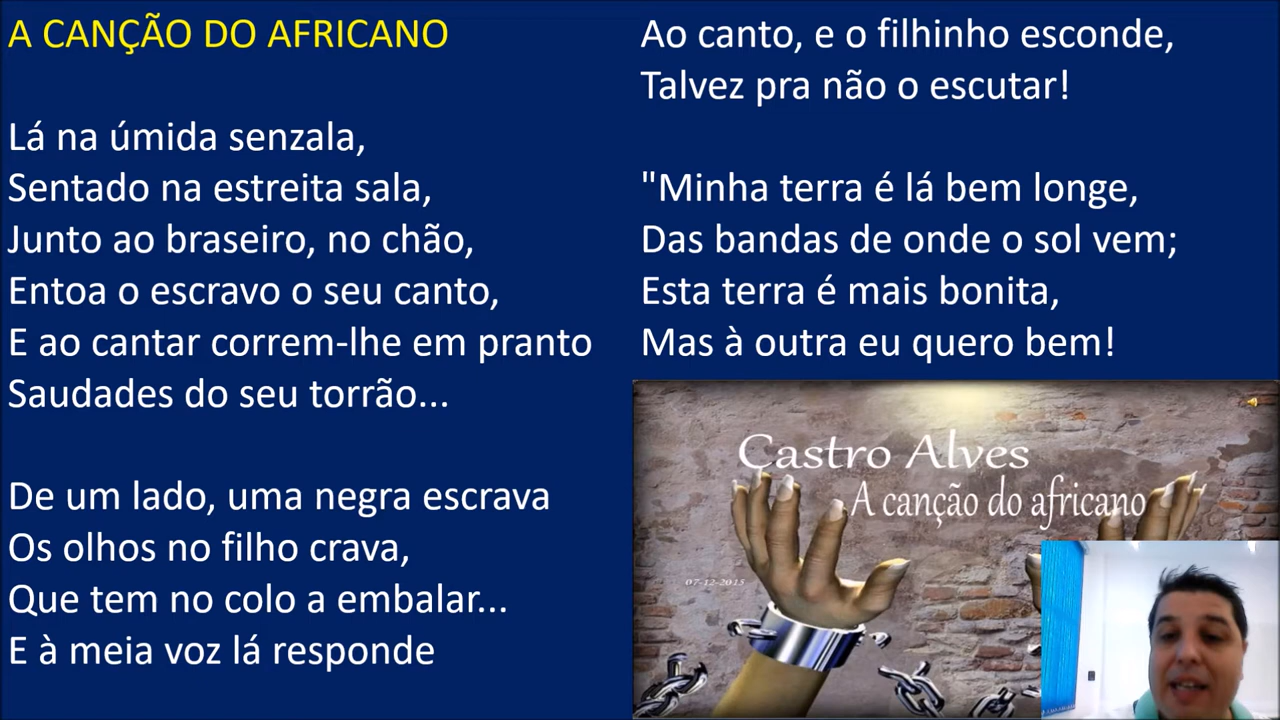 A CANÇÃO DO AFRICANO
Lá na úmida senzala,
Sentado na estreita sala,
Junto ao braseiro, no chão,
Entoa o escravo o seu canto,
E ao cantar correm-lhe em pranto
Saudades do seu torrão...
De um lado, uma negra escrava
Os olhos no filho crava,
Que tem no colo a embalar...
E à meia voz lá responde
Ao canto, e o filhinho esconde,
Talvez pra não o escutar!
"Minha terra é lá bem longe,
Das bandas de onde o sol vem;
Esta terra é mais bonita,
Mas à outra eu quero bem!
Castro Alves
A canção do africano
07-12-2015